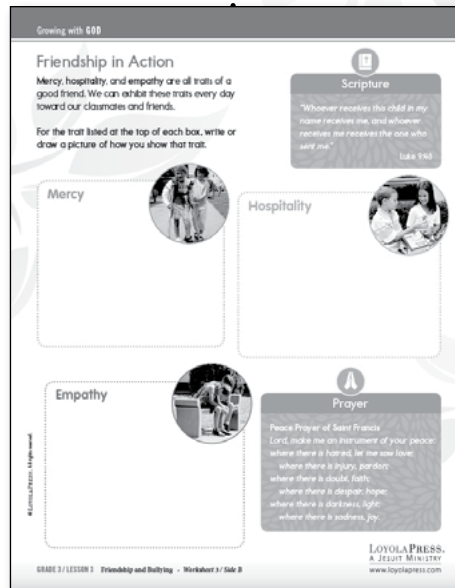 Growing with GOD
Friendship in Action
Mercy, hospitality, and empathy are all traits of a
good friend. We can exhibit these traits every day
toward our classmates and friends.
For the trait listed at the top of each box, write or
draw a picture of how you show that trait.
Scripture
"Whoever receives this child in my
name receives me, and whoever
receives me receives the one who
sent me."
Luke 9:48
Mercy
Hospitality
Empathy
Prayer
Peace Prayer of Saint Francis
Lord, make me an instrument of your peace:
where there is hatred, let me sow love;
where there is injury, pardon;
where there is doubt, faith;
where there is despair, hope;
where there is darkness, light;
where there is sadness, joy.
© LOYOLA PRESS. All rights reserved.
GRADE 3 / LESSON 3 Friendship and Bullying • Worksheet 3 / Side B
LOYOLA PRESS.
A JESUIT MINISTRY
www.loyolapress.com